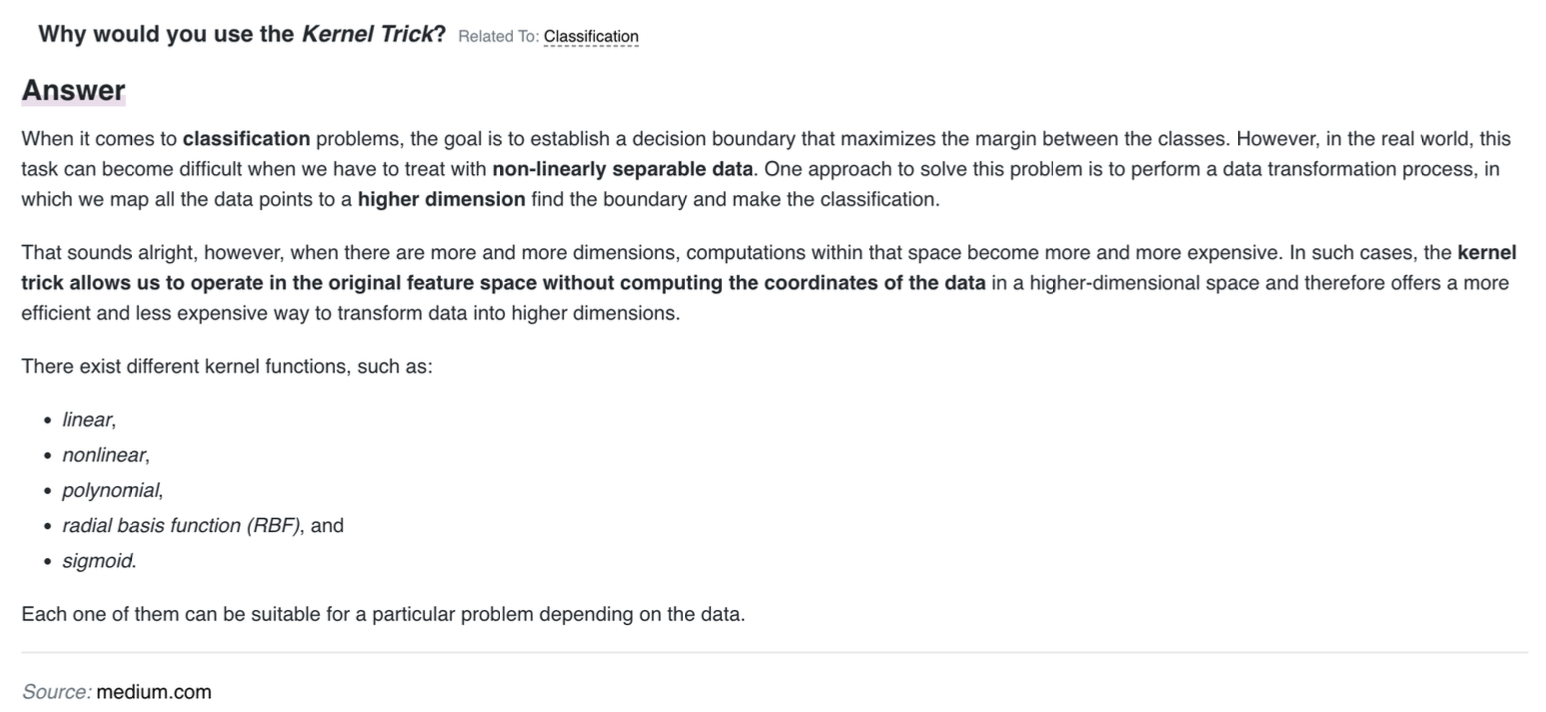 Why would you use the Kernel Trick? Related To: Classification
Answer
When it comes to classification problems, the goal is to establish a decision boundary that maximizes the margin between the classes. However, in the real world, this
task can become difficult when we have to treat with non-linearly separable data. One approach to solve this problem is to perform a data transformation process, in
which we map all the data points to a higher dimension find the boundary and make the classification.
That sounds alright, however, when there are more and more dimensions, computations within that space become more and more expensive. In such cases, the kernel
trick allows us to operate in the original feature space without computing the coordinates of the data in a higher-dimensional space and therefore offers a more
efficient and less expensive way to transform data into higher dimensions.
There exist different kernel functions, such as:
• linear,
• nonlinear,
• polynomial,
• radial basis function (RBF), and
• sigmoid.
Each one of them can be suitable for a particular problem depending on the data.
Source: medium.com